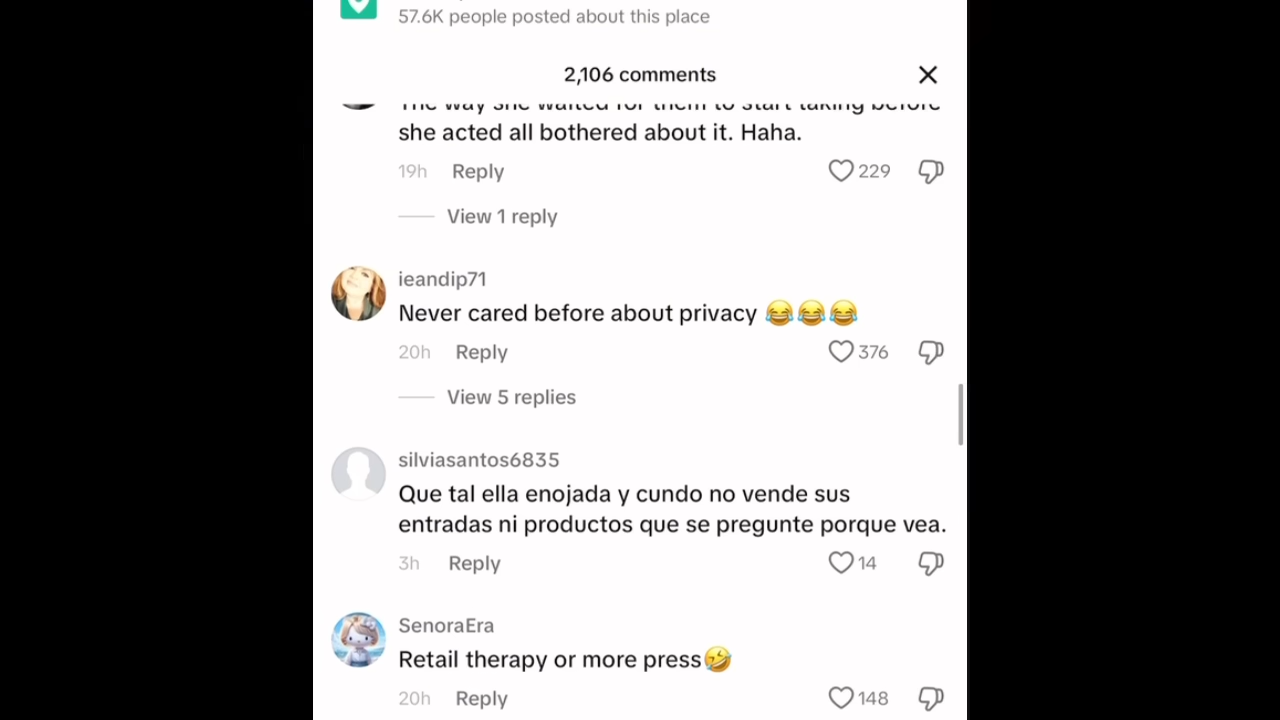 57.6K people posted about this place
2,106 comments
The way she waited for them to start taking before
she acted all bothered about it. Haha.
19h Reply 229
View 1 reply
ieandip71
Never cared before about privacy 😂😂😂
20h Reply 376
View 5 replies
silviasantos6835
Que tal ella enojada y cundo no vende sus
entradas ni productos que se pregunte porque vea.
3h Reply 14
SenoraEra
Retail therapy or more press🤣
20h Reply 148